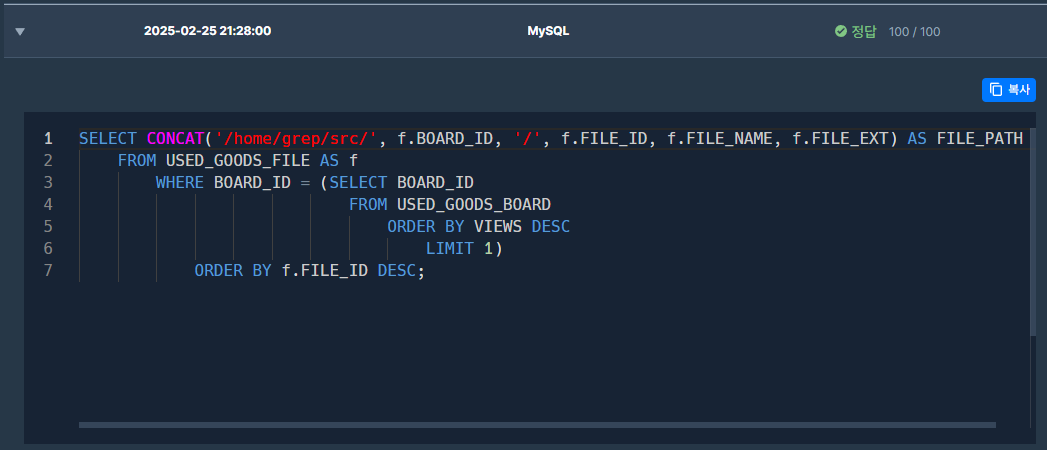 ▼ 2025-02-25 21:28:00 MySQL 정답 100 / 100
복사
1 SELECT CONCAT('/home/grep/src/', f.BOARD_ID, '/', f.FILE_ID, f.FILE_NAME, f.FILE_EXT) AS FILE_PATH
2 FROM USED_GOODS_FILE AS f
3 WHERE BOARD_ID = (SELECT BOARD_ID
4 FROM USED_GOODS_BOARD
5 ORDER BY VIEWS DESC
6 LIMIT 1)
7 ORDER BY f.FILE_ID DESC;